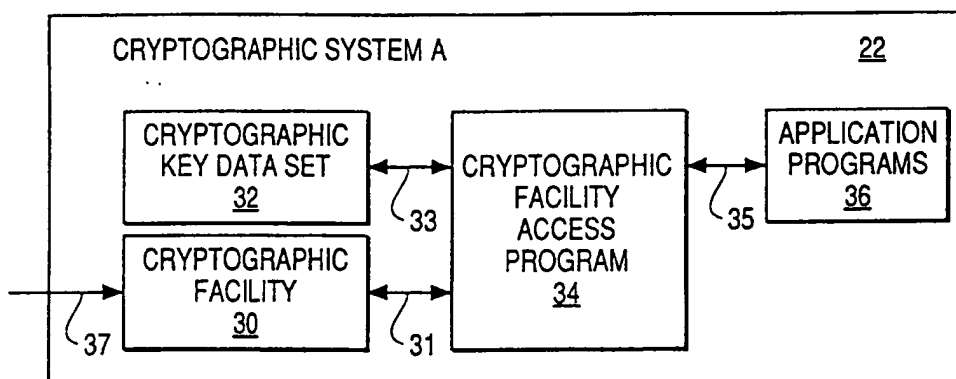 CRYPTOGRAPHIC SYSTEM A
22
CRYPTOGRAPHIC
KEY DATA SET
32
33
CRYPTOGRAPHIC
FACILITY
ACCESS
PROGRAM
34
35
APPLICATION
PROGRAMS
36
CRYPTOGRAPHIC
FACILITY
30
31
37